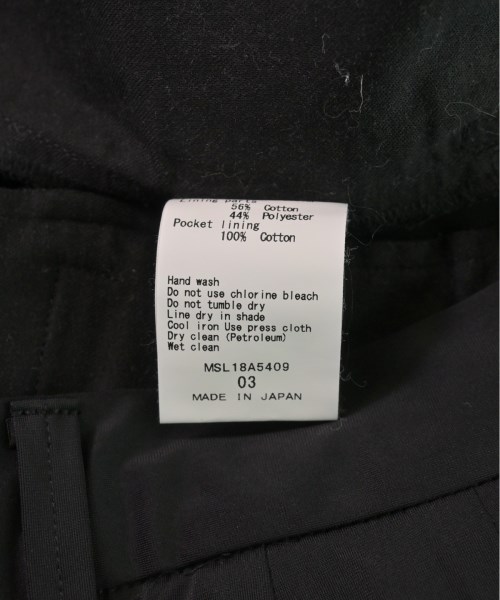 Lining parts
56% Cotton
44% Polyester
Pocket lining
100% Cotton
Hand wash
Do not use chlorine bleach
Do not tumble dry
Line dry in shade
Cool iron Use press cloth
Dry clean (Petroleum)
Wet clean
MSL18A5409
03
MADE IN JAPAN